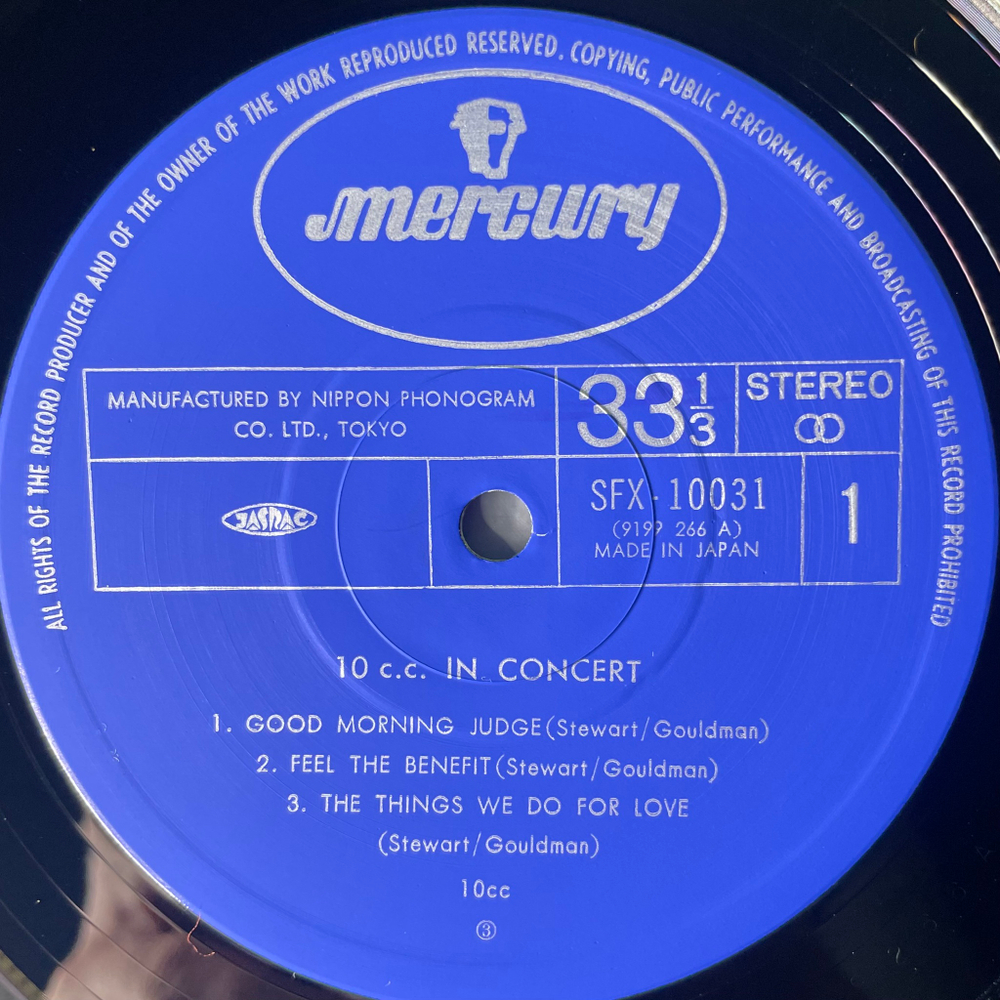 ALL RIGHTS OF THE RECORD PRODUCER AND OF THE OWNER OF THE WORK REPRODUCED RESERVED. COPYING, PUBLIC PERFORMANCE AND BROADCASTING OF THIS RECORD PROHIBITED
mercury
MANUFACTURED BY NIPPON PHONOGRAM
CO. LTD., TOKYO
33 1/3
STEREO
JASRAC
SFX-10031
(9199 266 A)
MADE IN JAPAN
1
10 c.c. IN CONCERT
1. GOOD MORNING JUDGE(Stewart/Gouldman)
2. FEEL THE BENEFIT(Stewart/Gouldman)
3. THE THINGS WE DO FOR LOVE
(Stewart/Gouldman)
10cc
③